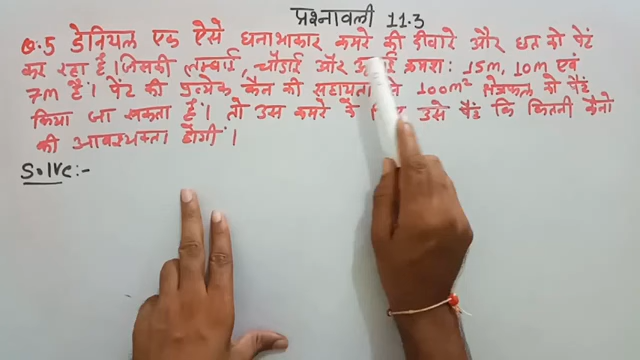 प्रश्नावली 11.3
Q.5 डेनियल एक ऐसे घनाभाकार कमरे की दीवारे और छत को पेंट
कर रहा है। जिसकी लम्बाई, चौड़ाई और ऊँचाई क्रमशः 15m, 10m एवं
7m है। पेंट की प्रत्येक कैन की सहायता से 100m² क्षेत्रफल को पैंट
किया जा सकता है। तो उस कमरे के उसे पैंट कि कितनी कैनो
की आवश्यकता होगी।
Solve:-